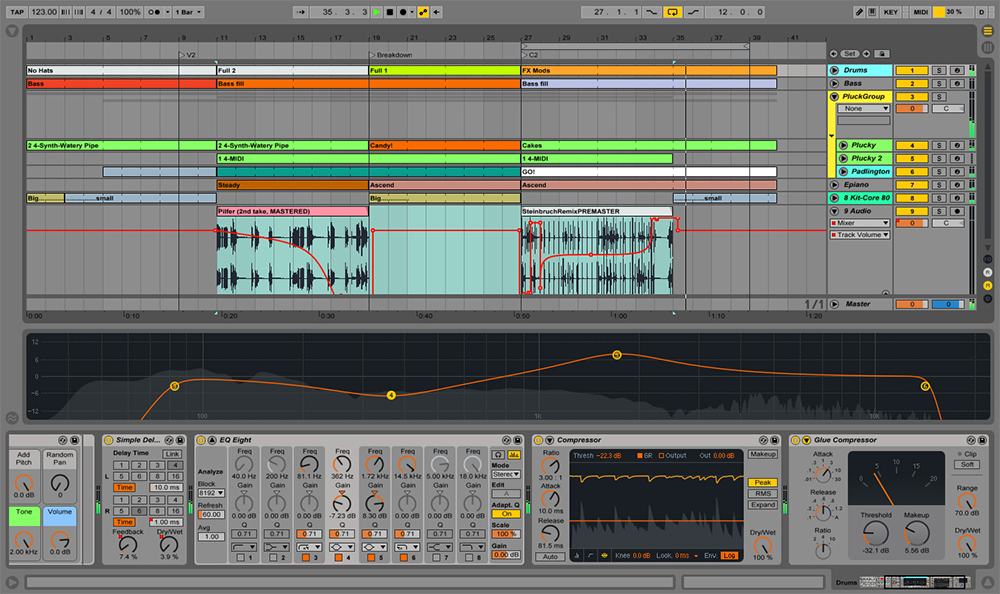 TAP 123.00 4 / 4 100% 1 Bar 35. 3. 3 27. 1. 1 12. 0. 0 KEY MIDI 30 % D
1 3 5 7 9 11 13 15 17 19 21 23 25 27 29 31 33 35 37 39 41
V2 Breakdown C2 Set
No Hats Full 2 Full 1 FX Mods Drums 1 S
Bass Bass fill Bass fill Bass 2 S
PluckGroup 3 S
None 0 C
2 4-Synth-Watery Pipe 2 4-Synth-Watery Pipe Candy! Cakes Plucky 4 S
1 4-MIDI 1 4-MIDI Plucky 2 5 S
GO! Padlington 6 S
Steady Ascend Ascend Epiano 7 S
Big... ...small Big... ...small 8 Kit-Core 80 8 S
Pilfer (2nd take, MASTERED) SteinbruchRemixPREMASTER 9 Audio 9 S
Mixer 0 C
Track Volume
1/1 Master 0 0
0:00 0:10 0:20 0:30 0:40 0:50 1:00 1:10 1:20
12
6
0
-6
-12
100 1k 10k
Add Pitch
Random Pan
0.0 dB 0
Tone Volume
2.00 kHz 0.0 %
Simple Del...
Delay Time Link
L 1 2 3 4
5 6 8 16
Time 10.0 ms
1 2 3 4
R 5 6 8 16
Time 1.00 ms
Feedback Dry/Wet
7.4 % 3.9 %
EQ Eight
Analyze
Block
8192
Refresh
60.00
Avg
1.00
Freq Freq Freq Freq Freq Freq Freq Freq
40.0 Hz 200 Hz 81.1 Hz 362 Hz 1.72 kHz 14.5 kHz 5.00 kHz 18.0 kHz
Gain Gain Gain Gain Gain Gain Gain Gain
0.00 dB 0.00 dB 0.00 dB -7.23 dB 8.30 dB 0.00 dB 0.00 dB 0.00 dB
Q Q Q Q Q Q Q Q
0.71 0.71 0.71 0.71 0.71 0.71 0.71 0.71
1 2 3 4 5 6 7 8
Mode
Stereo
Edit
A
Adapt. Q
On
Scale
100 %
Gain
0.00 dB
Compressor
Ratio
3.00 : 1
Attack
10.0 ms
Release
81.5 ms
Auto
Thresh -22.3 dB GR Output Out 0.00 dB
Knee 0.0 dB Look. 0 ms Env. Log
Makeup
Peak
RMS
Expand
Dry/Wet
100 %
Glue Compressor
Attack
Release
Ratio
2 4 10
0 5 10 15 20
Threshold Makeup
-32.1 dB 5.56 dB
Clip
Soft
Range
70.0 dB
Dry/Wet
100 %
Drums